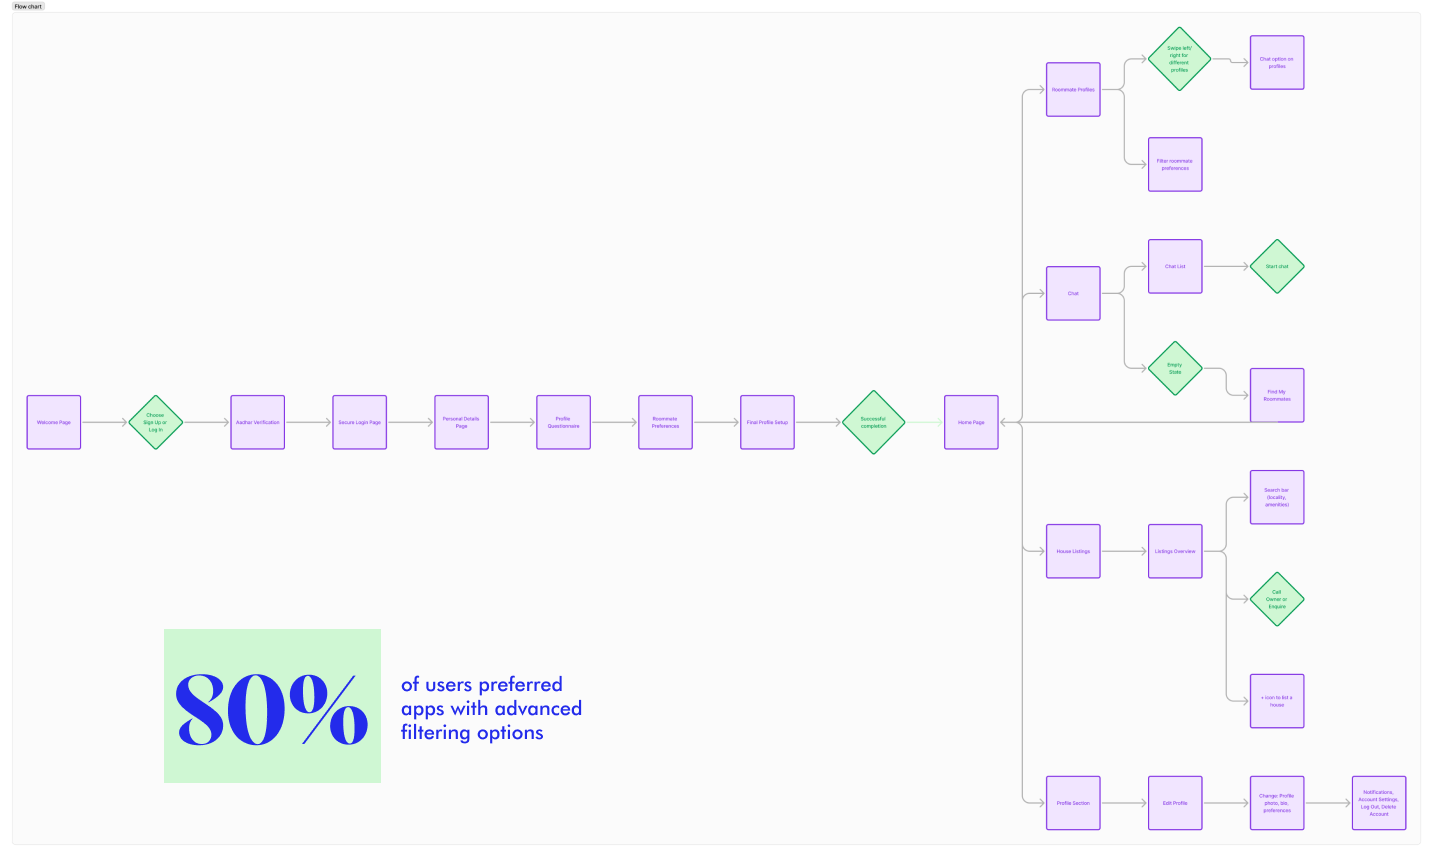 Flow chart
Swipe left/
right for
different
profiles
Chat option on
profiles
Roommate Profiles
Filter roommate
preferences
Chat List
Start chat
Chat
Empty
State
Find My
Roommates
Welcome Page
Choose
Sign Up or
Log In
Aadhar Verification
Secure Login Page
Personal Details
Page
Profile
Questionnaire
Roommate
Preferences
Final Profile Setup
Successful
completion
Home Page
Search bar
(locality,
amenities)
House Listings
Listings Overview
Call
Owner or
Enquire
+ icon to list a
house
80%
of users preferred
apps with advanced
filtering options
Profile Section
Edit Profile
Change: Profile
photo, bio,
preferences
Notifications,
Account Settings,
Log Out, Delete
Account